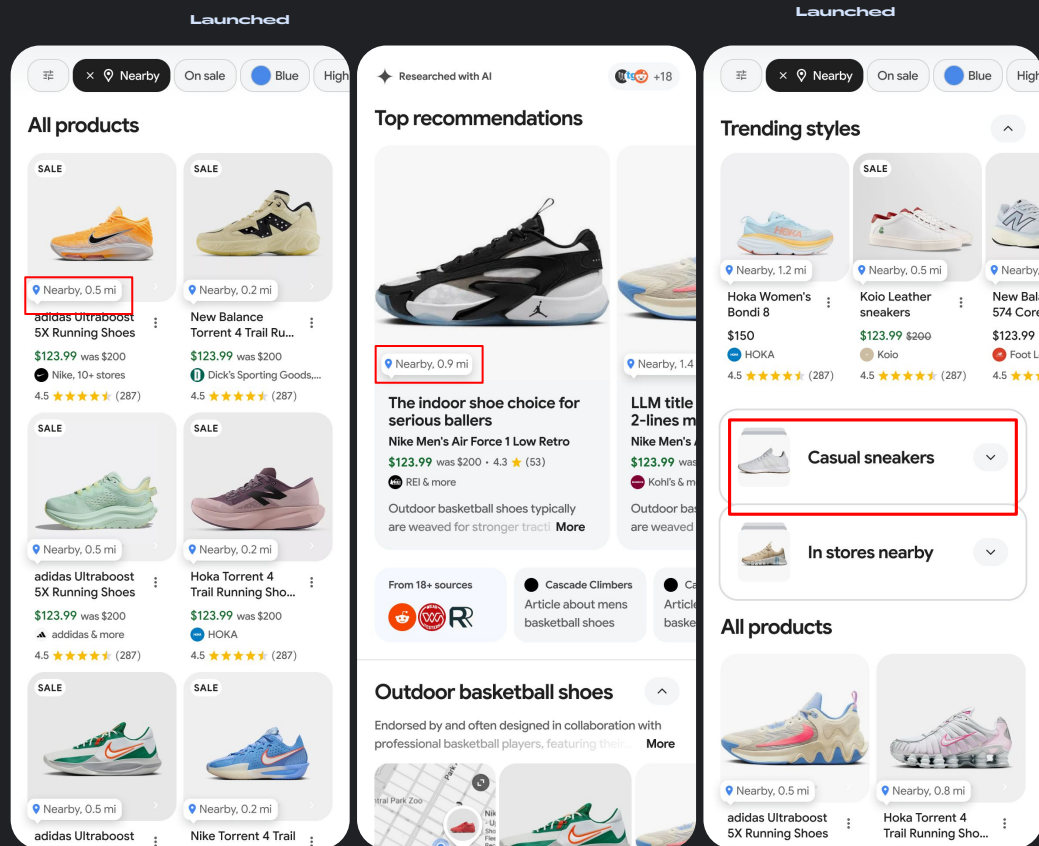 Launched
Nearby
On sale
Blue
High
All products
SALE
Nearby, 0.5 mi
adidas Ultraboost
5X Running Shoes
$123.99 was $200
Nike, 10+ stores
4.5 (287)
SALE
Nearby, 0.2 mi
New Balance
Torrent 4 Trail Ru...
$123.99 was $200
Dick's Sporting Goods,...
4.5 (287)
SALE
Nearby, 0.5 mi
adidas Ultraboost
5X Running Shoes
$123.99 was $200
addidas & more
4.5 (287)
SALE
Nearby, 0.2 mi
Hoka Torrent 4
Trail Running Sho...
$123.99 was $200
HOKA
4.5 (287)
SALE
Nearby, 0.5 mi
adidas Ultraboost
SALE
Nearby, 0.2 mi
Nike Torrent 4 Trail
Researched with AI
+18
Top recommendations
Nearby, 0.9 mi
The indoor shoe choice for
serious ballers
Nike Men's Air Force 1 Low Retro
$123.99 was $200 • 4.3 (53)
REI & more
Outdoor basketball shoes typically
are weaved for stronger tracti More
Nearby, 1.4
LLM title
2-lines m
Nike Men's
$123.99 was
Kohl's & m
Outdoor bas
are weaved
From 18+ sources
Cascade Climbers
Article about mens
basketball shoes
Ca
Article
baske
Outdoor basketball shoes
Endorsed by and often designed in collaboration with
professional basketball players, featuring their... More
Park
ntral Park Zoo
Nik
Launched
Nearby
On sale
Blue
High
Trending styles
HOKA
Nearby, 1.2 mi
Hoka Women's
Bondi 8
$150
HOKA
4.5 (287)
SALE
Nearby, 0.5 mi
Koio Leather
sneakers
$123.99 $200
Koio
4.5 (287)
Nearby,
New Bal
574 Core
$123.99
Foot L
4.5
Casual sneakers
In stores nearby
All products
Nearby, 0.5 mi
adidas Ultraboost
5X Running Shoes
Nearby, 0.8 mi
Hoka Torrent 4
Trail Running Sho...